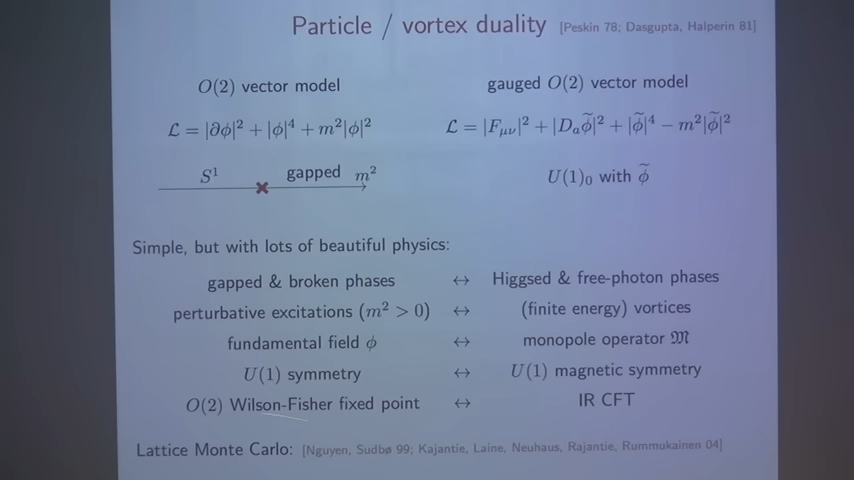 Particle / vortex duality [Peskin 78; Dasgupta, Halperin 81]
O(2) vector model gauged O(2) vector model
ℒ = |∂ϕ|² + |ϕ|⁴ + m²|ϕ|² ℒ = |F_μν|² + |D_a ϕ̃|² + |ϕ̃|⁴ − m²|ϕ̃|²
S¹ gapped m² U(1)₀ with ϕ̃
Simple, but with lots of beautiful physics:
gapped & broken phases ↔ Higgsed & free-photon phases
perturbative excitations (m² > 0) ↔ (finite energy) vortices
fundamental field ϕ ↔ monopole operator 𝔐
U(1) symmetry ↔ U(1) magnetic symmetry
O(2) Wilson-Fisher fixed point ↔ IR CFT
Lattice Monte Carlo: [Nguyen, Sudbø 99; Kajantie, Laine, Neuhaus, Rajantie, Rummukainen 04]